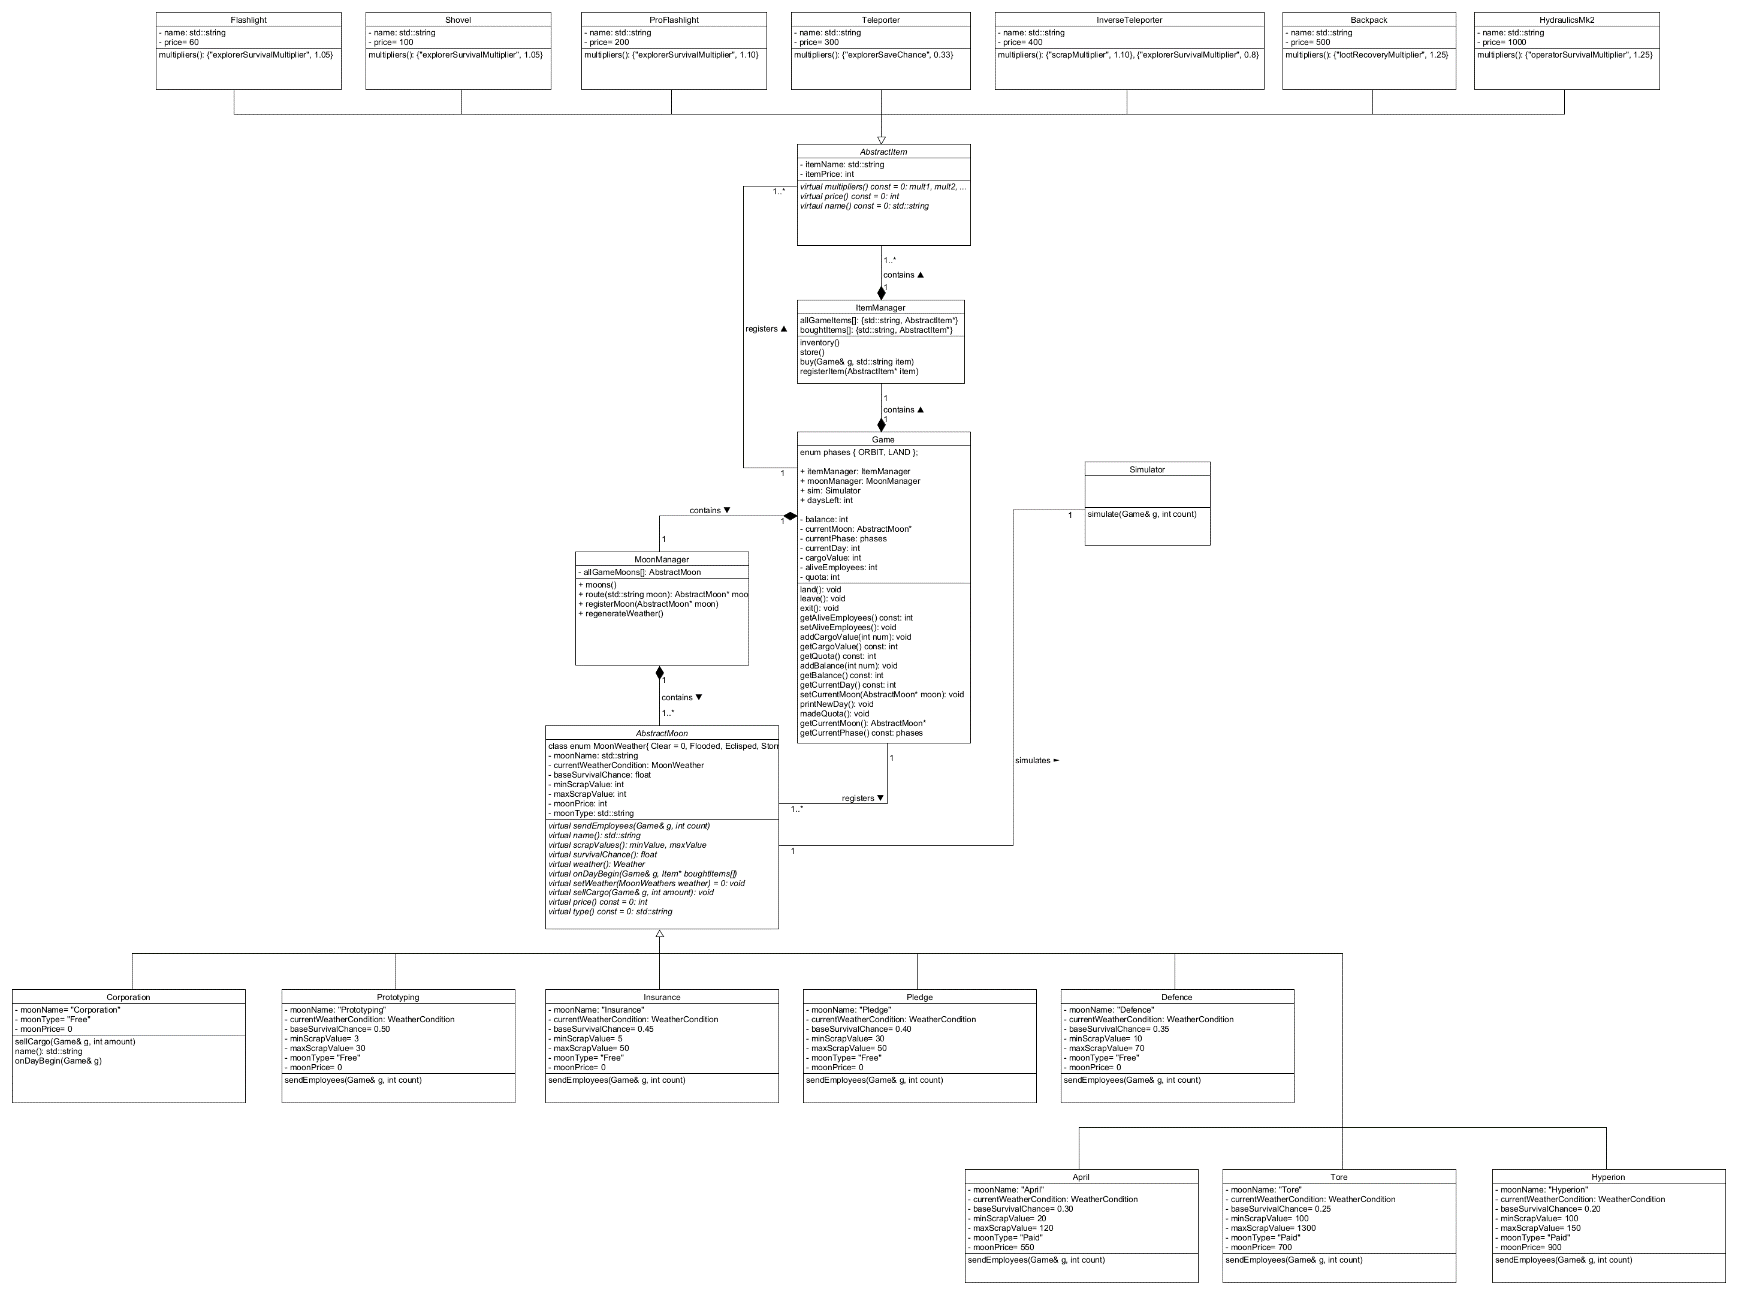 Flashlight
- name: std::string
- price= 60
multipliers(): {"explorerSurvivalMultiplier", 1.05}
Shovel
- name: std::string
- price= 100
multipliers(): {"explorerSurvivalMultiplier", 1.05}
ProFlashlight
- name: std::string
- price= 200
multipliers(): {"explorerSurvivalMultiplier", 1.10}
Teleporter
- name: std::string
- price= 300
multipliers(): {"explorerSaveChance", 0.33}
InverseTeleporter
- name: std::string
- price= 400
multipliers(): {"scrapMultiplier", 1.10}, {"explorerSurvivalMultiplier", 0.8}
Backpack
- name: std::string
- price= 500
multipliers(): {"lootRecoveryMultiplier", 1.25}
HydraulicsMk2
- name: std::string
- price= 1000
multipliers(): {"operatorSurvivalMultiplier", 1.25}
AbstractItem
- itemName: std::string
- itemPrice: int
virtual multipliers() const = 0: mult1, mult2, ...
virtual price() const = 0: int
virtaul name() const = 0: std::string
1..*
1..*
contains ▲
1
ItemManager
allGameItems[]: {std::string, AbstractItem*}
boughtItems[]: {std::string, AbstractItem*}
inventory()
store()
buy(Game& g, std::string item)
registerItem(AbstractItem* item)
registers ▲
1
contains ▲
1
Game
enum phases { ORBIT, LAND };
+ itemManager: ItemManager
+ moonManager: MoonManager
+ sim: Simulator
+ daysLeft: int
- balance: int
- currentMoon: AbstractMoon*
- currentPhase: phases
- currentDay: int
- cargoValue: int
- aliveEmployees: int
- quota: int
land(): void
leave(): void
exit(): void
getAliveEmployees() const: int
setAliveEmployees(): void
addCargoValue(int num): void
getCargoValue() const: int
getQuota() const: int
addBalance(int num): void
getBalance() const: int
getCurrentDay() const: int
setCurrentMoon(AbstractMoon* moon): void
printNewDay(): void
madeQuota(): void
getCurrentMoon(): AbstractMoon*
getCurrentPhase() const: phases
1
contains ▼
1
1
Simulator
simulate(Game& g, int count)
1
simulates ►
MoonManager
- allGameMoons[]: AbstractMoon
+ moons()
+ route(std::string moon): AbstractMoon* moo
+ registerMoon(AbstractMoon* moon)
+ regenerateWeather()
1
contains ▼
1..*
1
registers ▼
1..*
1
AbstractMoon
class enum MoonWeather{ Clear = 0, Flooded, Eclisped, Storm
- moonName: std::string
- currentWeatherCondition: MoonWeather
- baseSurvivalChance: float
- minScrapValue: int
- maxScrapValue: int
- moonPrice: int
- moonType: std::string
virtual sendEmployees(Game& g, int count)
virtual name(): std::string
virtual scrapValues(): minValue, maxValue
virtual survivalChance(): float
virtual weather(): Weather
virtual onDayBegin(Game& g, Item* boughtItems[])
virtual setWeather(MoonWeathers weather) = 0: void
virtual sellCargo(Game& g, int amount): void
virtual price() const = 0: int
virtual type() const = 0: std::string
Corporation
- moonName= "Corporation"
- moonType= "Free"
- moonPrice= 0
sellCargo(Game& g, int amount)
name(): std::string
onDayBegin(Game& g)
Prototyping
- moonName: "Prototyping"
- currentWeatherCondition: WeatherCondition
- baseSurvivalChance= 0.50
- minScrapValue= 3
- maxScrapValue= 30
- moonType= "Free"
- moonPrice= 0
sendEmployees(Game& g, int count)
Insurance
- moonName: "Insurance"
- currentWeatherCondition: WeatherCondition
- baseSurvivalChance= 0.45
- minScrapValue= 5
- maxScrapValue= 50
- moonType= "Free"
- moonPrice= 0
sendEmployees(Game& g, int count)
Pledge
- moonName: "Pledge"
- currentWeatherCondition: WeatherCondition
- baseSurvivalChance= 0.40
- minScrapValue= 30
- maxScrapValue= 50
- moonType= "Free"
- moonPrice= 0
sendEmployees(Game& g, int count)
Defence
- moonName: "Defence"
- currentWeatherCondition: WeatherCondition
- baseSurvivalChance= 0.35
- minScrapValue= 10
- maxScrapValue= 70
- moonType= "Free"
- moonPrice= 0
sendEmployees(Game& g, int count)
April
- moonName: "April"
- currentWeatherCondition: WeatherCondition
- baseSurvivalChance= 0.30
- minScrapValue= 20
- maxScrapValue= 120
- moonType= "Paid"
- moonPrice= 550
sendEmployees(Game& g, int count)
Tore
- moonName: "Tore"
- currentWeatherCondition: WeatherCondition
- baseSurvivalChance= 0.25
- minScrapValue= 100
- maxScrapValue= 1300
- moonType= "Paid"
- moonPrice= 700
sendEmployees(Game& g, int count)
Hyperion
- moonName: "Hyperion"
- currentWeatherCondition: WeatherCondition
- baseSurvivalChance= 0.20
- minScrapValue= 100
- maxScrapValue= 150
- moonType= "Paid"
- moonPrice= 900
sendEmployees(Game& g, int count)